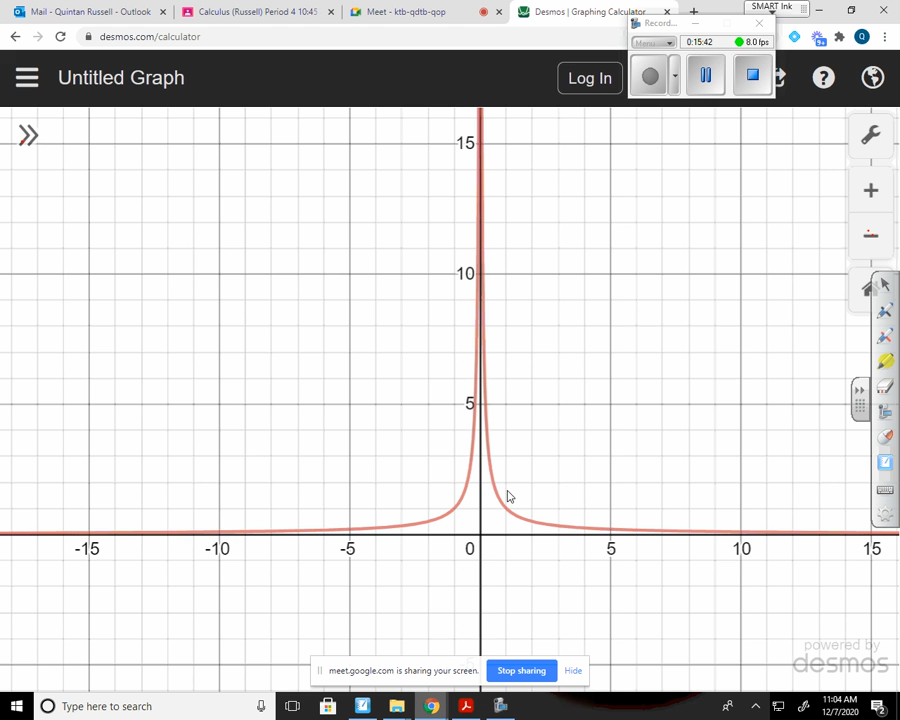 Mail - Quintan Russell - Outlook
Calculus (Russell) Period 4 10:45
Meet - ktb-qdtb-qop
Desmos | Graphing Calculator
SMART Ink
Record...
Menu
0:15:42
8.0 fps
desmos.com/calculator
9+
Q
Untitled Graph
Log In
15
10
5
-15
-10
-5
0
5
10
15
powered by
desmos
meet.google.com is sharing your screen.
Stop sharing
Hide
Type here to search
11:04 AM
12/7/2020
2